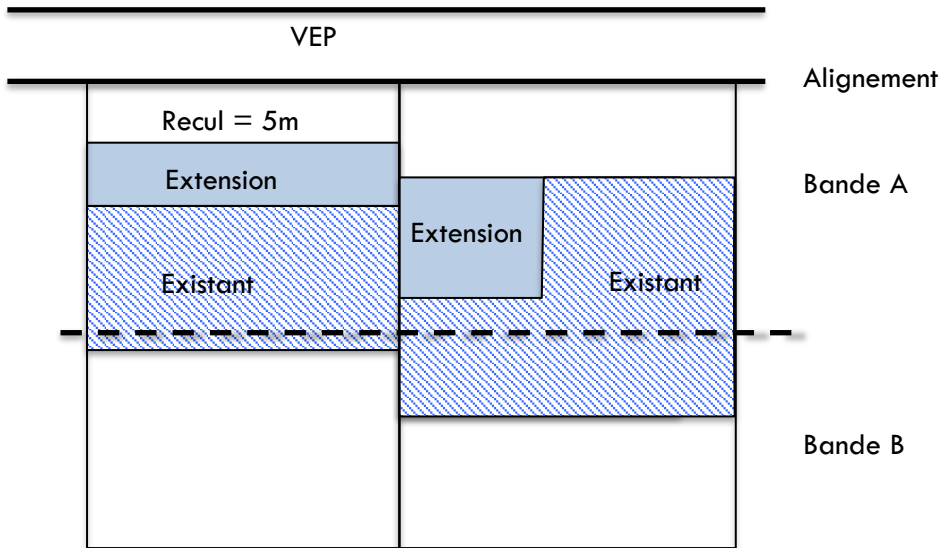 VEP
Alignement
Recul = 5m
Extension
Bande A
Extension
Existant
Existant
Bande B